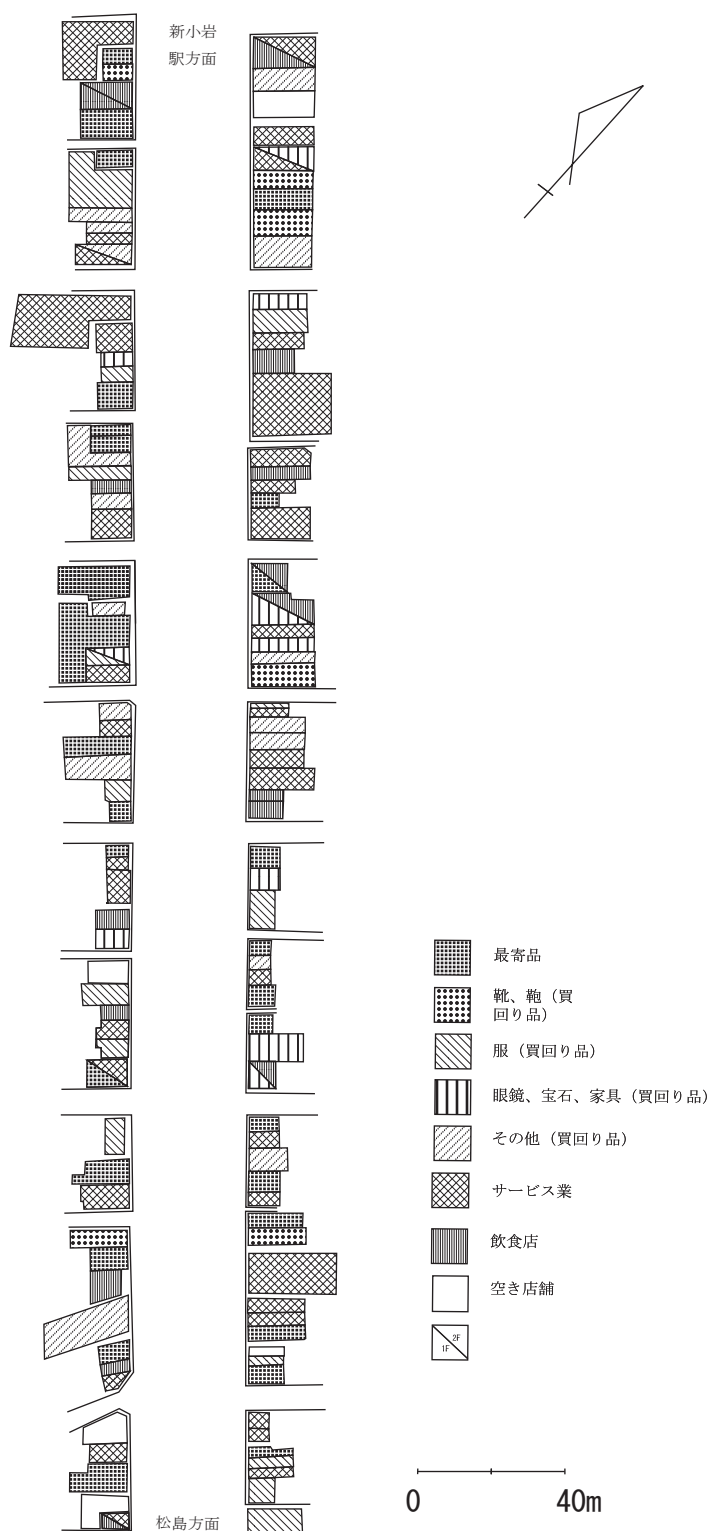 新小岩
駅方面
最寄品
靴、鞄（買
回り品）
服（買回り品）
眼鏡、宝石、家具（買回り品）
その他（買回り品）
サービス業
飲食店
空き店舗
2F
1F
0 40m
松島方面